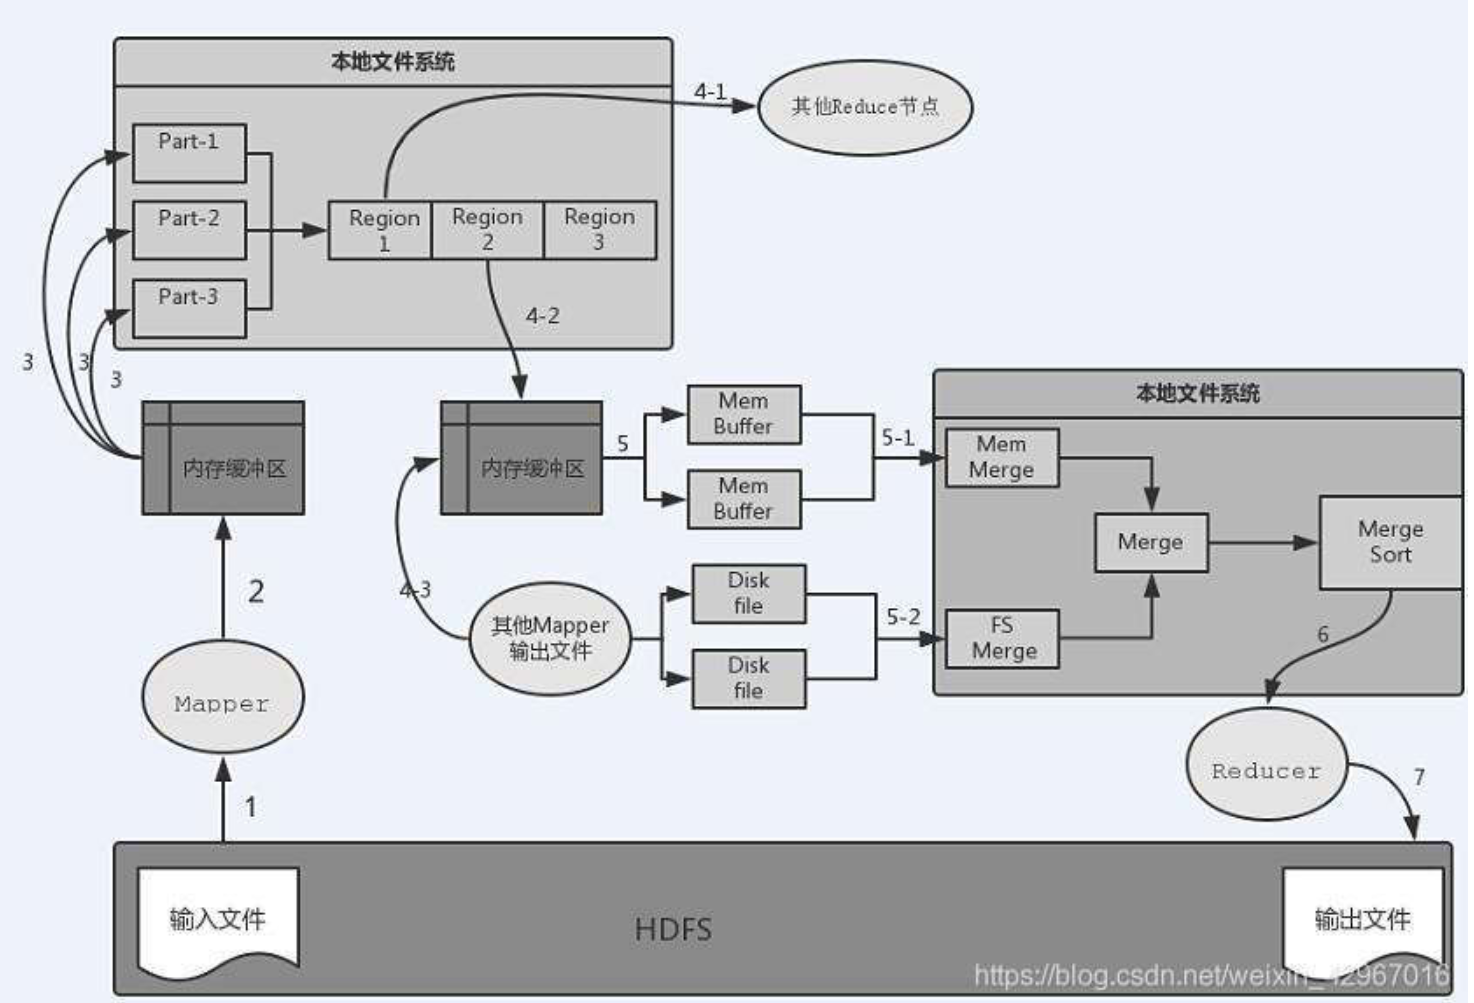 本地文件系统
4-1
其他Reduce节点
Part-1
Part-2
Part-3
Region
1
Region
2
Region
3
4-2
3
3
3
内存缓冲区
内存缓冲区
5
Mem
Buffer
Mem
Buffer
5-1
本地文件系统
Mem
Merge
Merge
Merge
Sort
FS
Merge
2
4-3
其他Mapper
输出文件
Disk
file
Disk
file
5-2
6
Mapper
Reducer
7
1
输入文件
HDFS
输出文件
https://blog.csdn.net/weixin_42967016